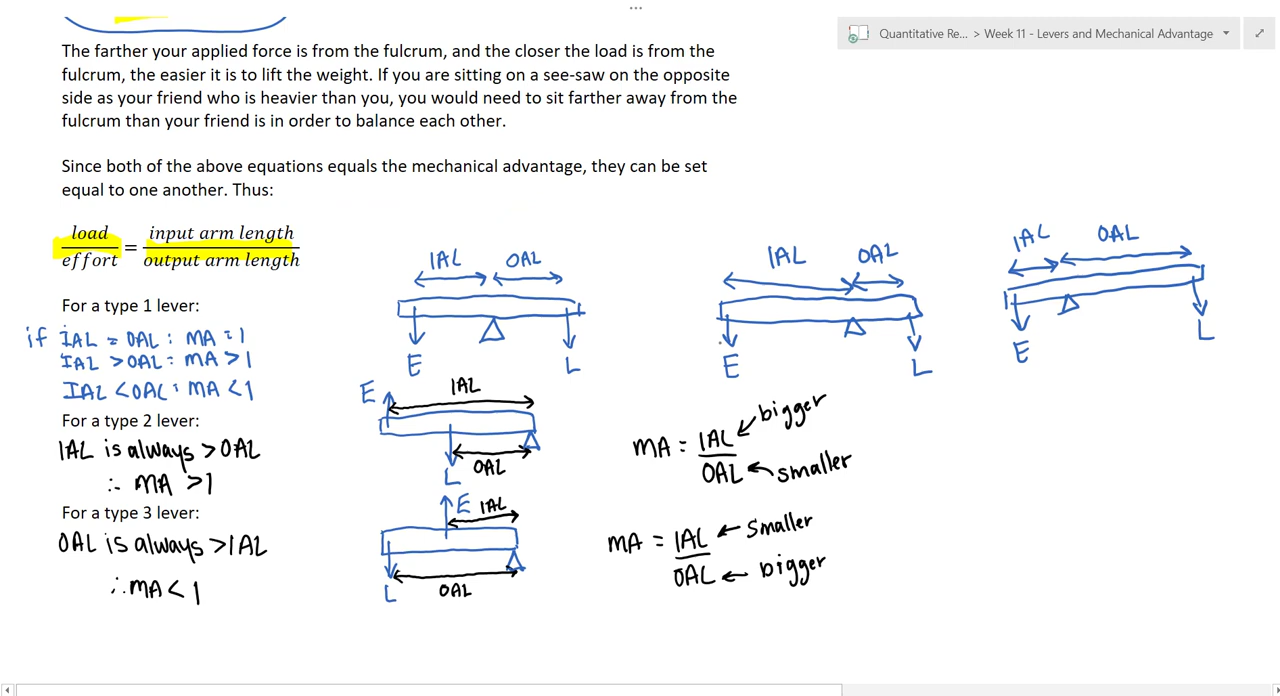 Quantitative Re... > Week 11 - Levers and Mechanical Advantage
The farther your applied force is from the fulcrum, and the closer the load is from the
fulcrum, the easier it is to lift the weight. If you are sitting on a see-saw on the opposite
side as your friend who is heavier than you, you would need to sit farther away from the
fulcrum than your friend is in order to balance each other.
Since both of the above equations equals the mechanical advantage, they can be set
equal to one another. Thus:
load
effort
=
input arm length
output arm length
IAL OAL
E
L
IAL OAL
E
L
IAL OAL
E
L
For a type 1 lever:
if IAL = OAL : MA = 1
IAL > OAL : MA > 1
IAL < OAL : MA < 1
For a type 2 lever:
IAL is always > OAL
∴ MA > 1
E
IAL
OAL
L
MA = IAL ← bigger
OAL ← smaller
For a type 3 lever:
OAL is always > IAL
∴ MA < 1
E IAL
OAL
L
MA = IAL ← smaller
OAL ← bigger